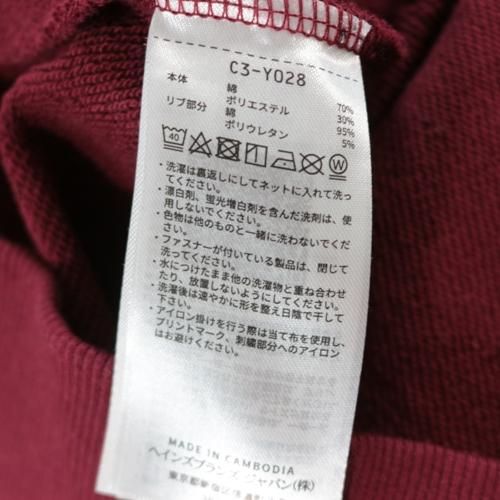 C3-Y028
本体 綿 70%
ポリエステル 30%
リブ部分 綿 95%
ポリウレタン 5%
40 W
・洗濯は裏返しにしてネットに入れて洗っ
てください。
・漂白剤、蛍光増白剤を含んだ洗剤は、使
用しないでください。
・色物は他のものと一緒に洗わないでくだ
さい。
・ファスナーが付いている製品は、閉じて
洗ってください。
・水につけたまま他の洗濯物と重ね合わせ
たり、放置しないようにしてください。
・洗濯後は速やかに形を整え日陰で干して
下さい。
・アイロン掛けを行う際は当て布を使用し、
プリントマーク、刺繍部分へのアイロン
はお避けください。
MADE IN CAMBODIA
ヘインズブランズ ジャパン(株)
東京都新宿区